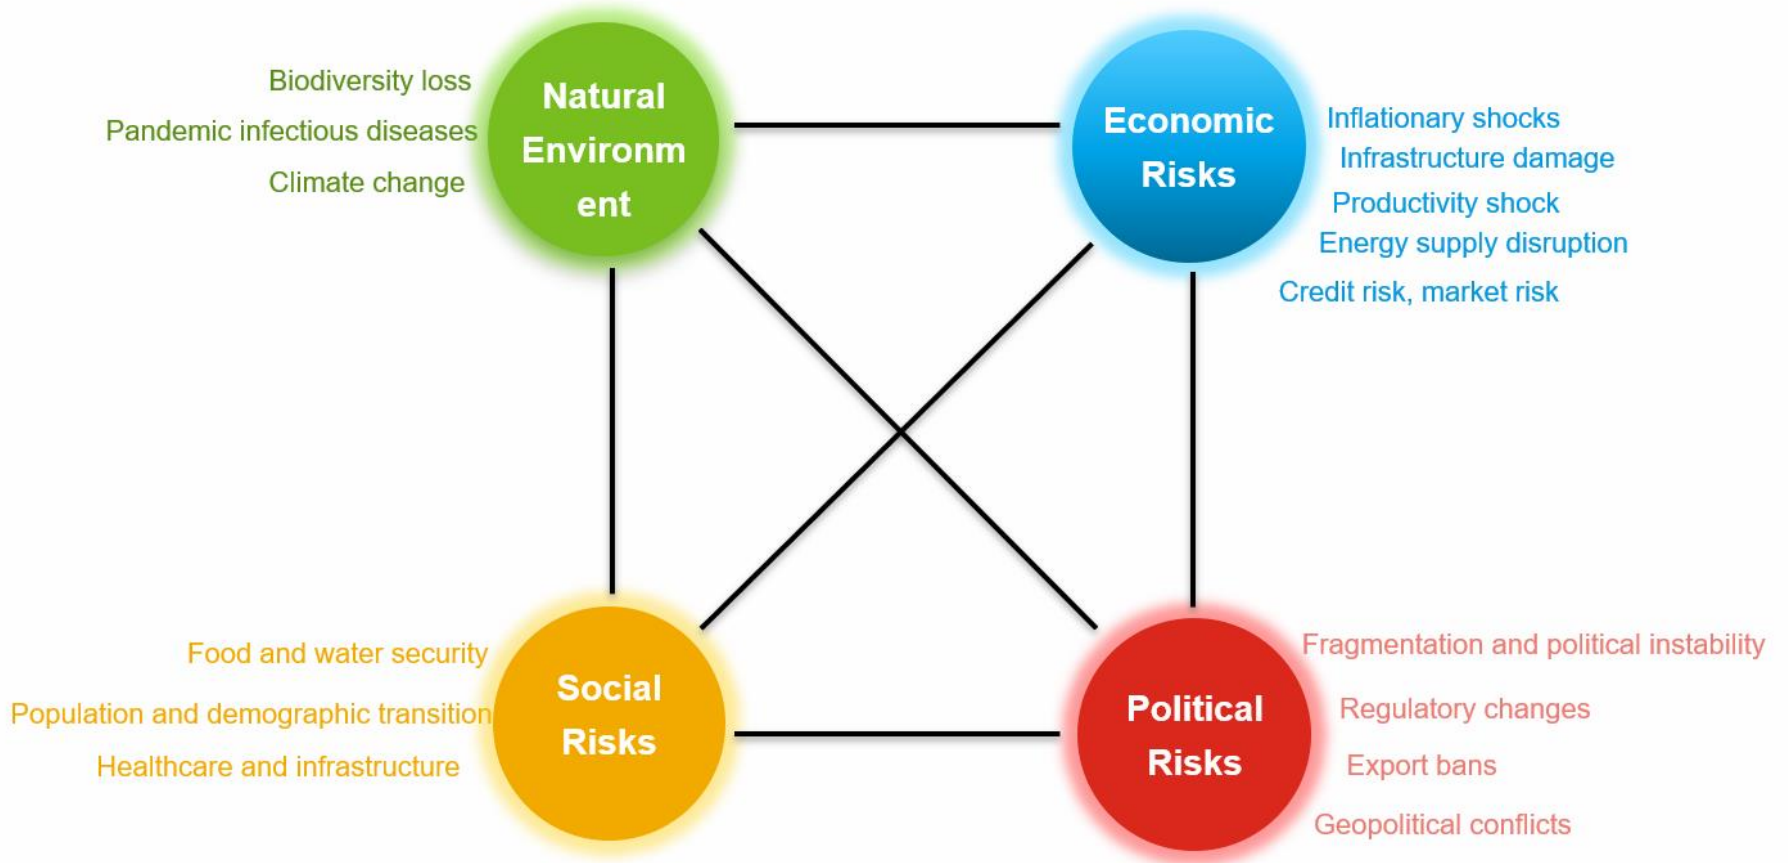 Biodiversity loss
Pandemic infectious diseases
Climate change
Natural
Environm
ent
Economic
Risks
Inflationary shocks
Infrastructure damage
Productivity shock
Energy supply disruption
Credit risk, market risk
Food and water security
Population and demographic transition
Healthcare and infrastructure
Social
Risks
Political
Risks
Fragmentation and political instability
Regulatory changes
Export bans
Geopolitical conflicts